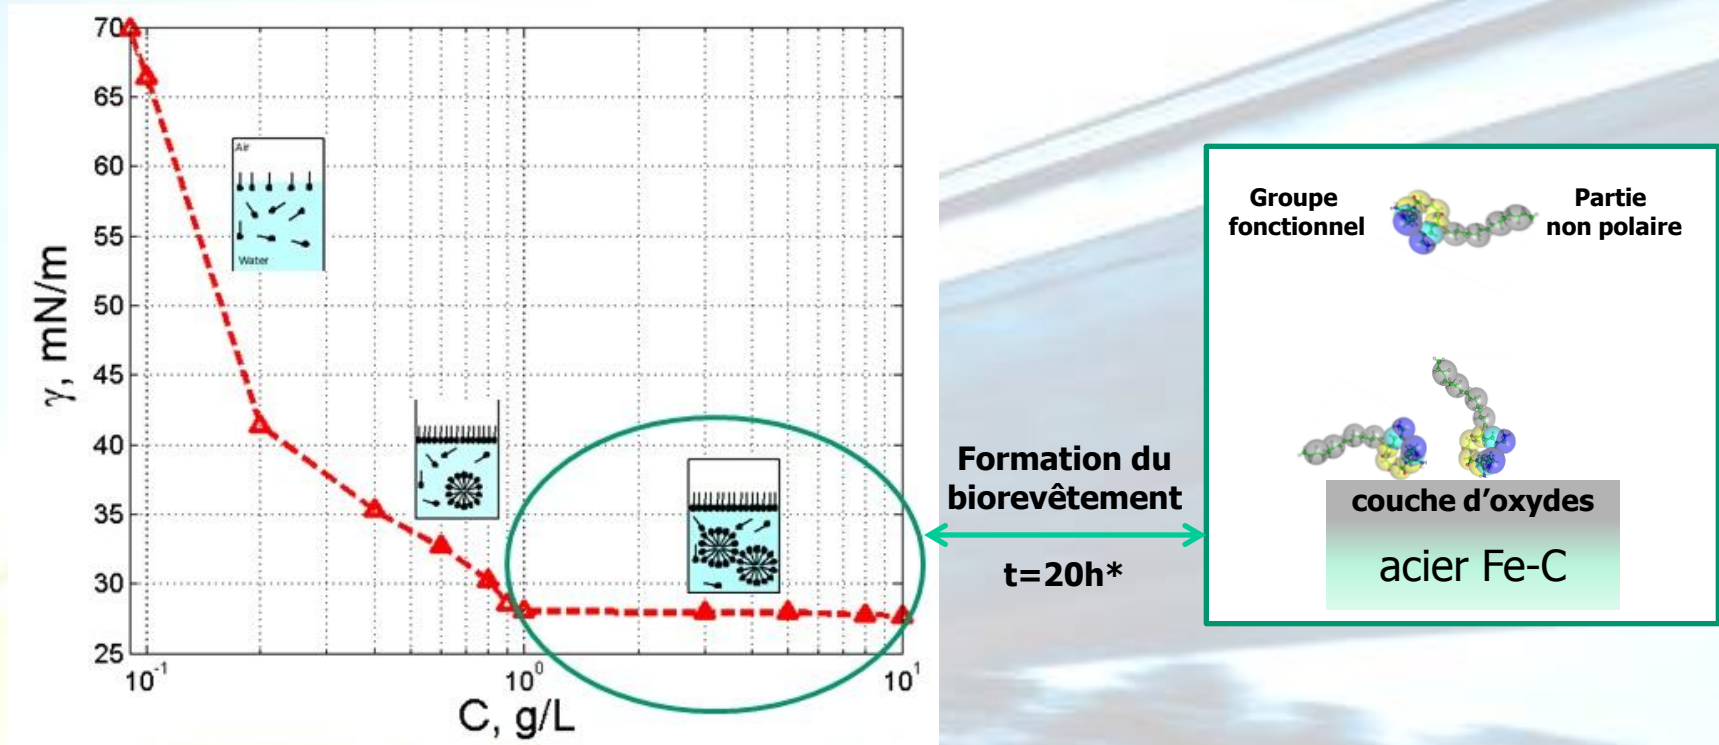 70
65
60
55
50
45
40
35
30
25
γ, mN/m
10⁻¹
10⁰
10¹
C, g/L
Air
Water
Formation du
biorevêtement
t=20h*
Groupe
fonctionnel
Partie
non polaire
couche d'oxydes
acier Fe-C